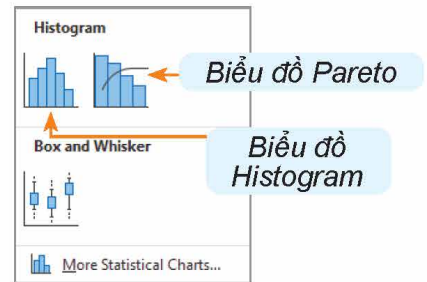 Histogram
Biểu đồ Pareto
Box and Whisker
Biểu đồ
Histogram
More Statistical Charts...